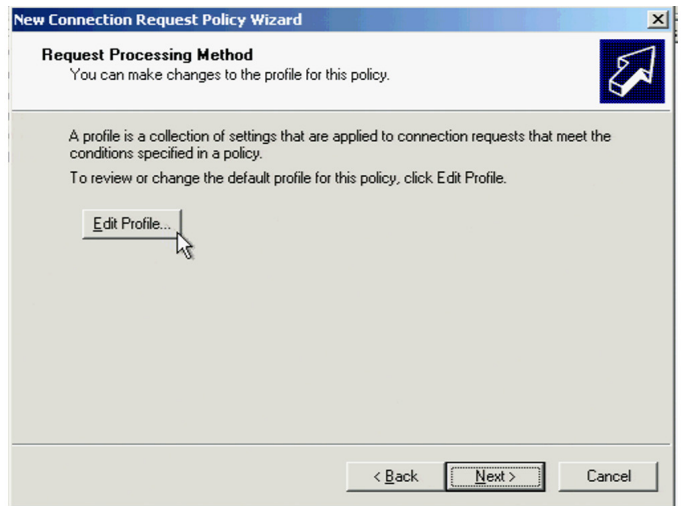 New Connection Request Policy Wizard
Request Processing Method
You can make changes to the profile for this policy.
A profile is a collection of settings that are applied to connection requests that meet the
conditions specified in a policy.
To review or change the default profile for this policy, click Edit Profile.
Edit Profile...
< Back Next > Cancel